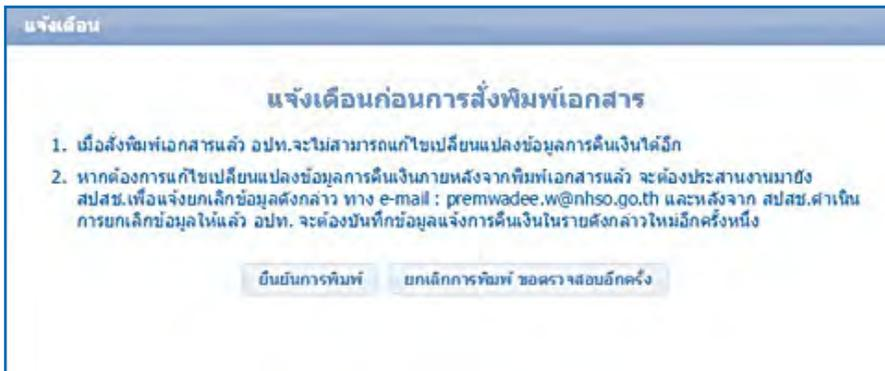 แจ้งเตือน
แจ้งเตือนก่อนการสั่งพิมพ์เอกสาร
1. เมื่อสั่งพิมพ์เอกสารแล้ว อปท.จะไม่สามารถแก้ไขเปลี่ยนแปลงข้อมูลการคืนเงินได้อีก
2. หากต้องการแก้ไขเปลี่ยนแปลงข้อมูลการคืนเงินภายหลังจากพิมพ์เอกสารแล้ว จะต้องประสานงานมายัง
สปสช.เพื่อแจ้งยกเลิกข้อมูลดังกล่าว ทาง e-mail : premwadee.w@nhso.go.th และหลังจาก สปสช.ดำเนิน
การยกเลิกข้อมูลให้แล้ว อปท. จะต้องบันทึกข้อมูลแจ้งการคืนเงินในรายดังกล่าวใหม่อีกครั้งหนึ่ง
ยืนยันการพิมพ์ ยกเลิกการพิมพ์ ขอตรวจสอบอีกครั้ง